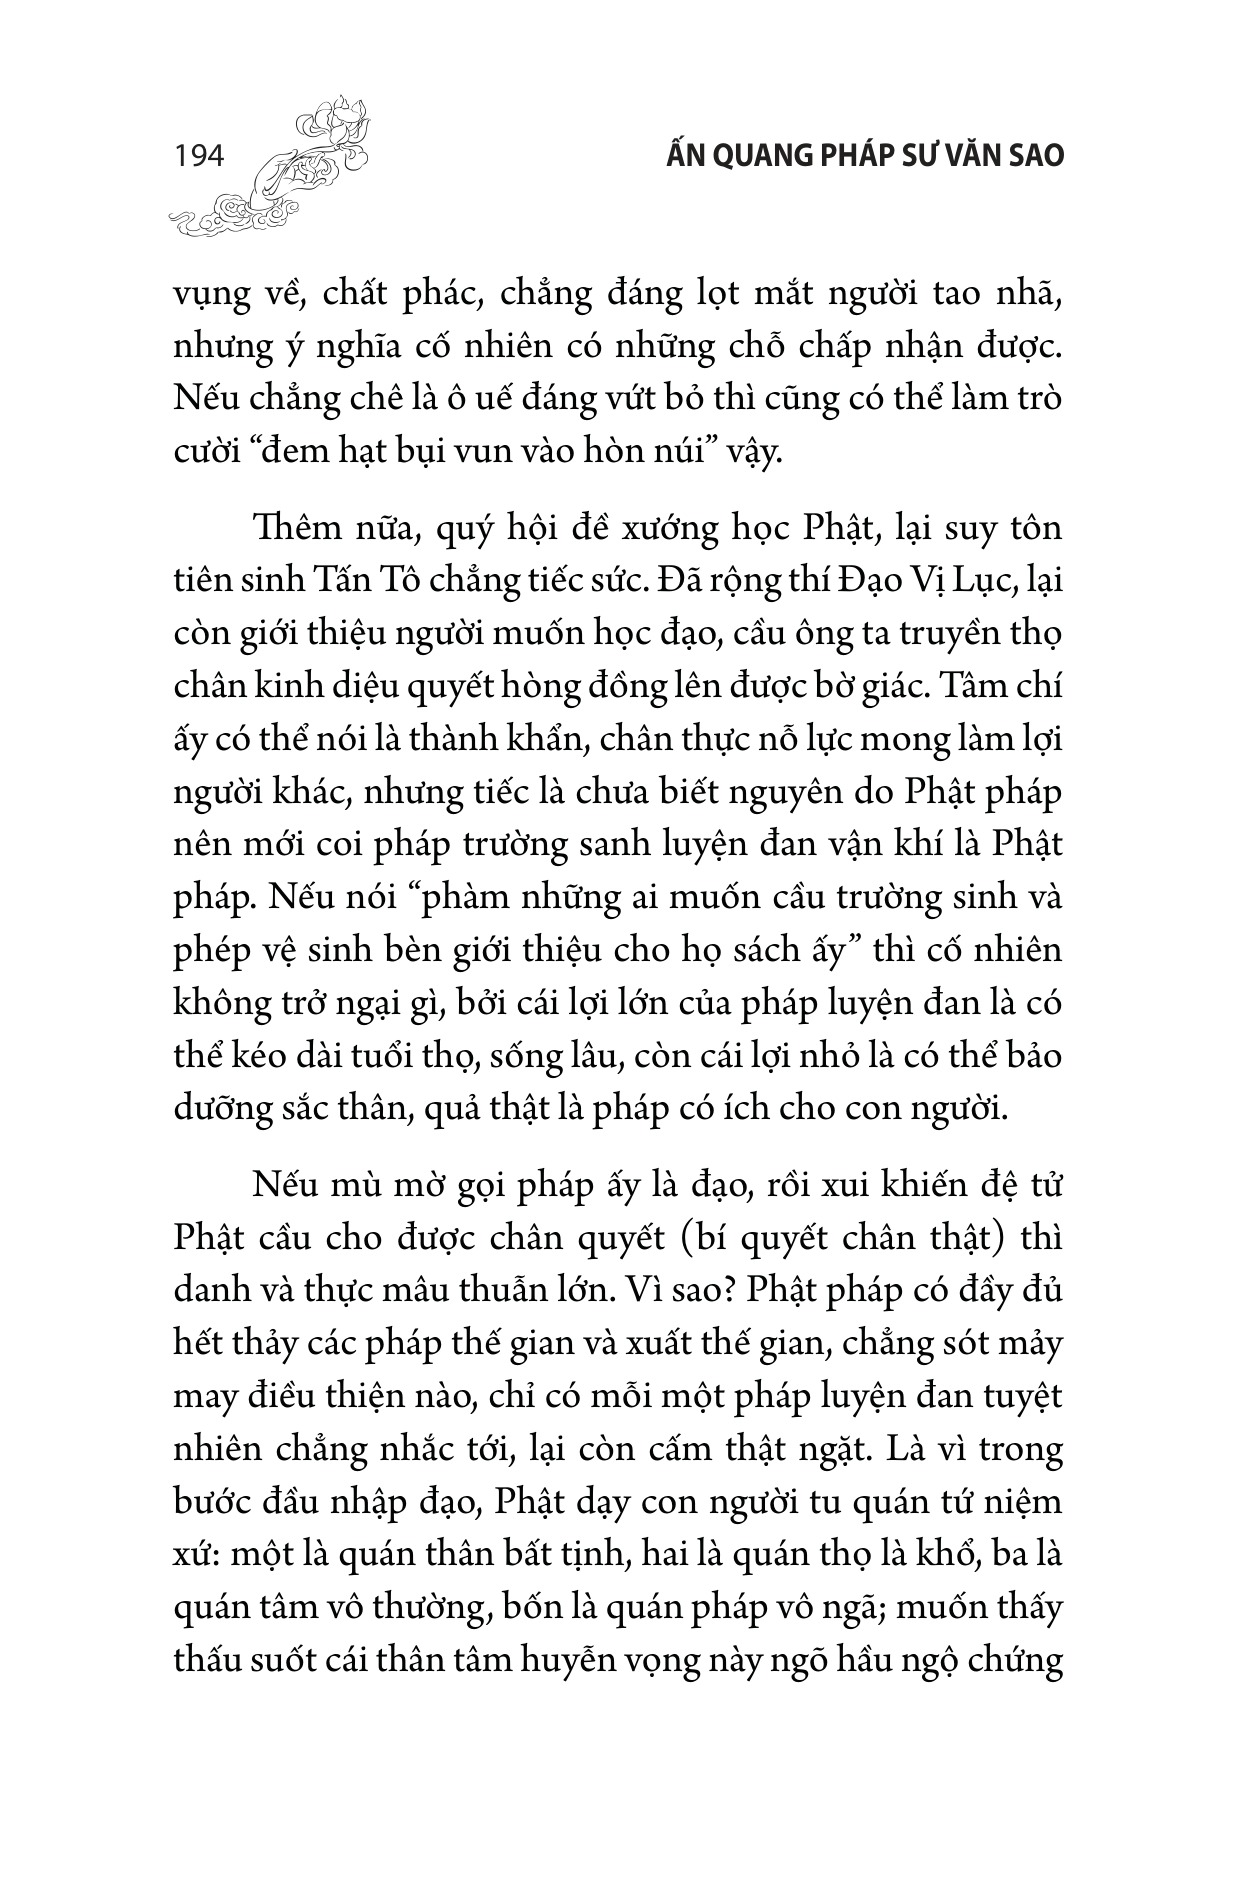 194
ẤN QUANG PHÁP SƯ VĂN SAO
vụng về, chất phác, chẳng đáng lọt mắt người tao nhã,
nhưng ý nghĩa cố nhiên có những chỗ chấp nhận được.
Nếu chẳng chê là ô uế đáng vứt bỏ thì cũng có thể làm trò
cười “đem hạt bụi vun vào hòn núi” vậy.
Thêm nữa, quý hội đề xướng học Phật, lại suy tôn
tiên sinh Tấn Tô chẳng tiếc sức. Đã rộng thí Đạo Vị Lục, lại
còn giới thiệu người muốn học đạo, cầu ông ta truyền thọ
chân kinh diệu quyết hòng đồng lên được bờ giác. Tâm chí
ấy có thể nói là thành khẩn, chân thực nỗ lực mong làm lợi
người khác, nhưng tiếc là chưa biết nguyên do Phật pháp
nên mới coi pháp trường sanh luyện đan vận khí là Phật
pháp. Nếu nói “phàm những ai muốn cầu trường sinh và
phép vệ sinh bèn giới thiệu cho họ sách ấy” thì cố nhiên
không trở ngại gì, bởi cái lợi lớn của pháp luyện đan là có
thể kéo dài tuổi thọ, sống lâu, còn cái lợi nhỏ là có thể bảo
dưỡng sắc thân, quả thật là pháp có ích cho con người.
Nếu mù mờ gọi pháp ấy là đạo, rồi xui khiến đệ tử
Phật cầu cho được chân quyết (bí quyết chân thật) thì
danh và thực mâu thuẫn lớn. Vì sao? Phật pháp có đầy đủ
hết thảy các pháp thế gian và xuất thế gian, chẳng sót mảy
may điều thiện nào, chỉ có mỗi một pháp luyện đan tuyệt
nhiên chẳng nhắc tới, lại còn cấm thật ngặt. Là vì trong
bước đầu nhập đạo, Phật dạy con người tu quán tứ niệm
xứ: một là quán thân bất tịnh, hai là quán thọ là khổ, ba là
quán tâm vô thường, bốn là quán pháp vô ngã; muốn thấy
thấu suốt cái thân tâm huyễn vọng này ngõ hầu ngộ chứng